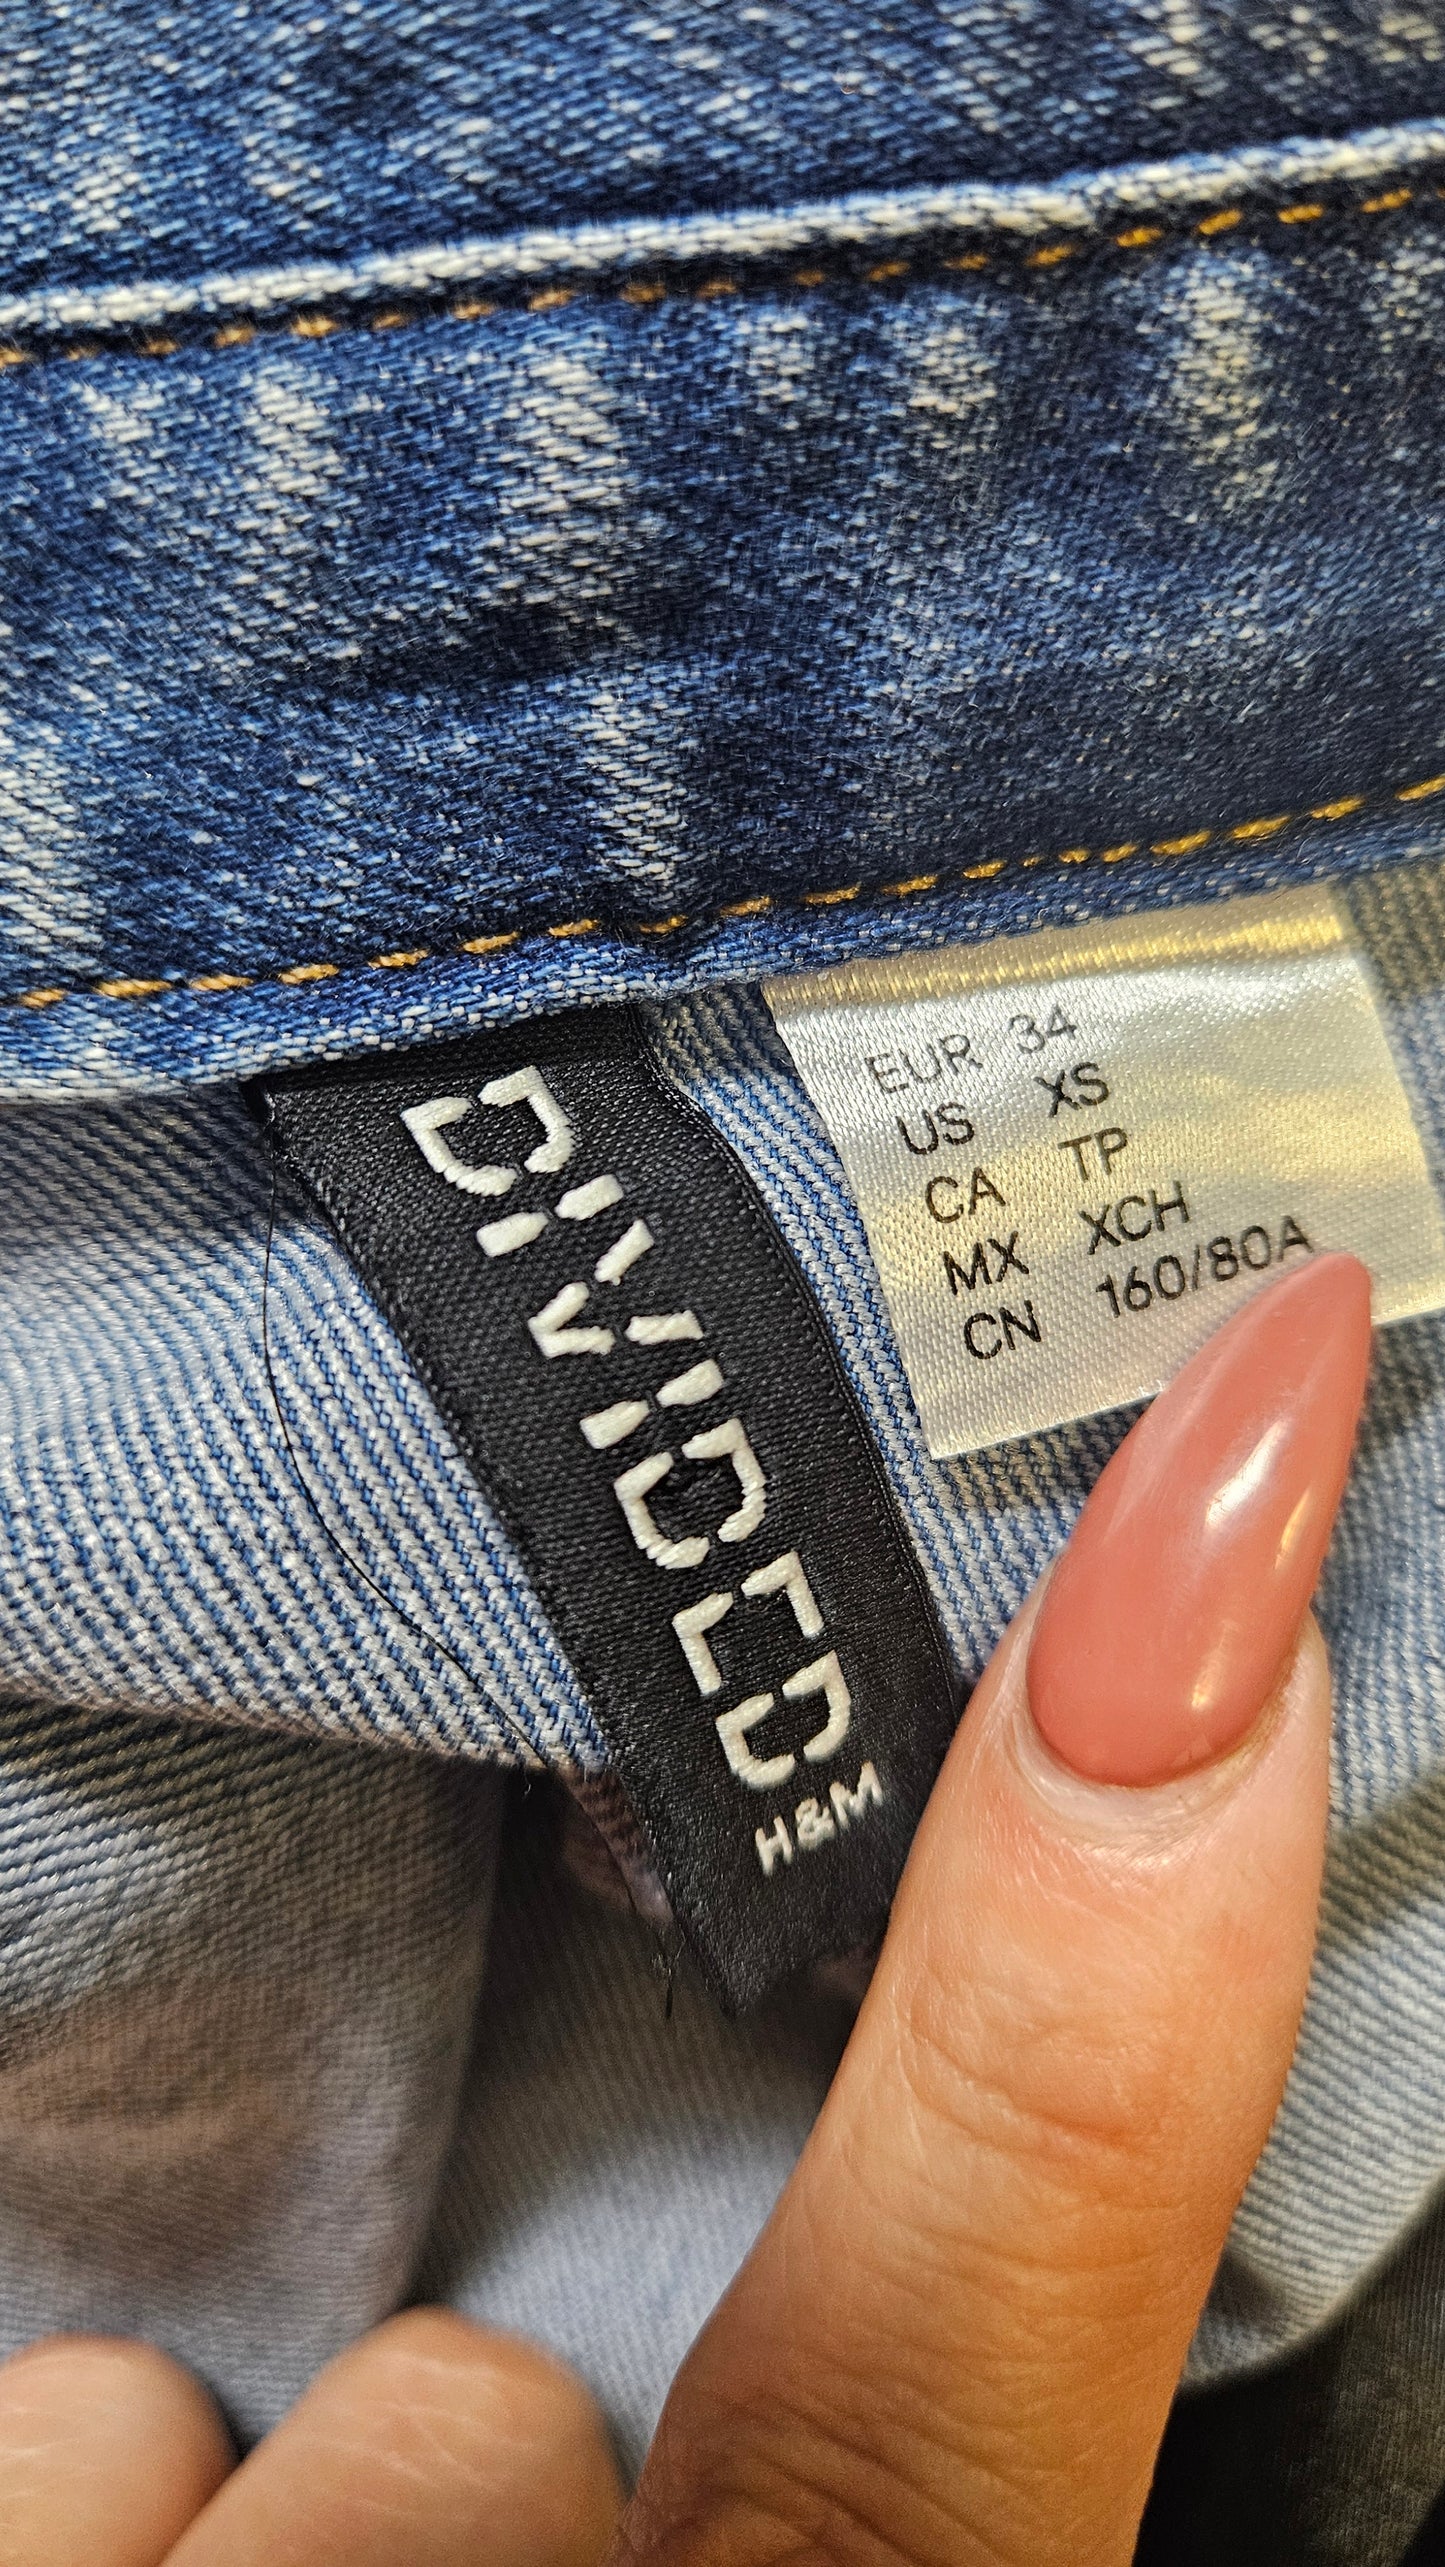 DIVIDED
H&M
EUR 34
US XS
CA TP
MX XCH
CN 160/80A